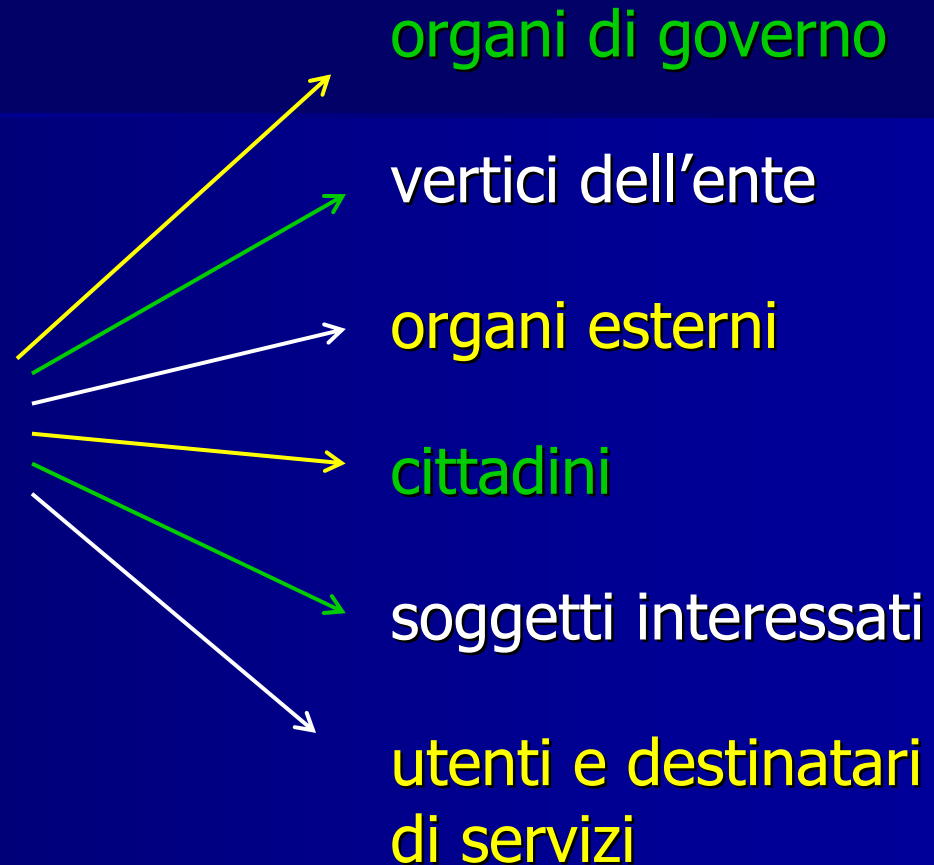 organi di governo
vertici dell’ente
organi esterni
cittadini
soggetti interessati
utenti e destinatari
di servizi